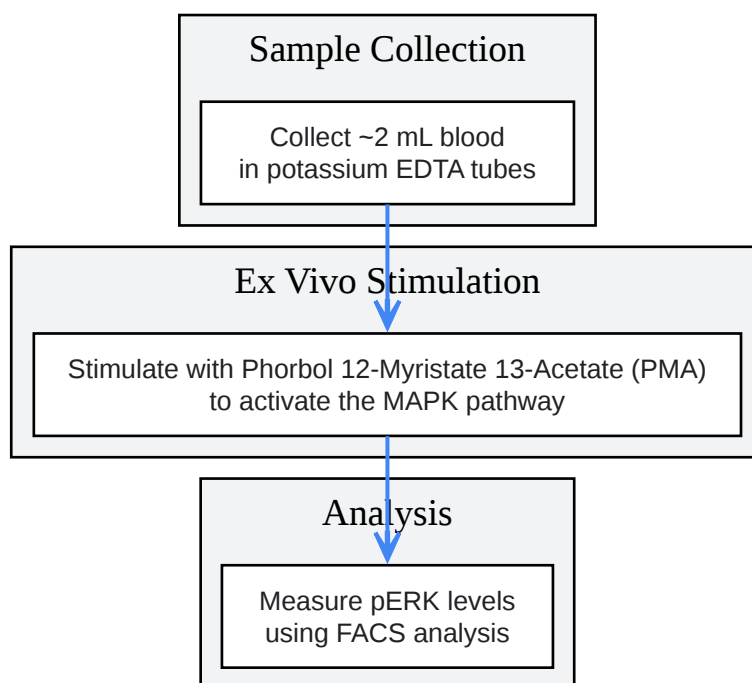 Sample Collection
Collect ~2 mL blood
in potassium EDTA tubes
Ex Vivo Stimulation
Stimulate with Phorbol 12-Myristate 13-Acetate (PMA)
to activate the MAPK pathway
Analysis
Measure pERK levels
using FACS analysis